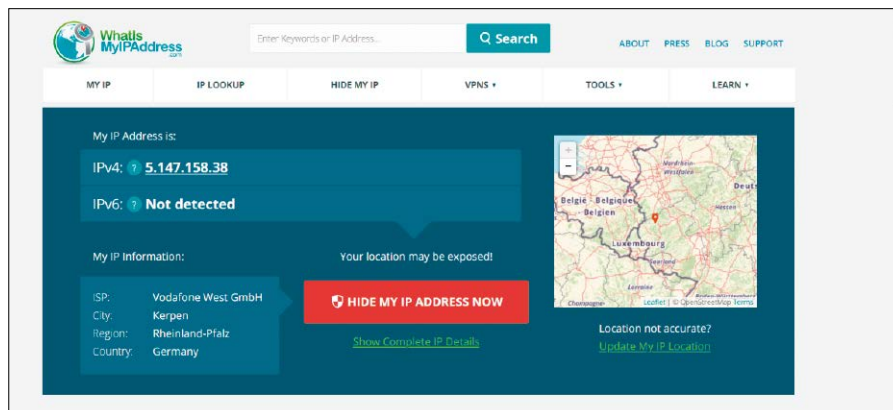 WhatIs
MyIPAddress
.com
Enter Keywords or IP Address...
Search
ABOUT PRESS BLOG SUPPORT
MY IP IP LOOKUP HIDE MY IP VPNS TOOLS LEARN
My IP Address is:
IPv4: ? 5.147.158.38
IPv6: ? Not detected
My IP Information:
Your location may be exposed!
ISP: Vodafone West GmbH
City: Kerpen
Region: Rheinland-Pfalz
Country: Germany
HIDE MY IP ADDRESS NOW
Show Complete IP Details
+
−
Nordrhein-
Westfalen
Deuts
België - Belgique
- Belgien
Hessen
Luxembourg
Saarland
Lorraine
Leaflet | © OpenStreetMap Terms
Location not accurate?
Update My IP Location